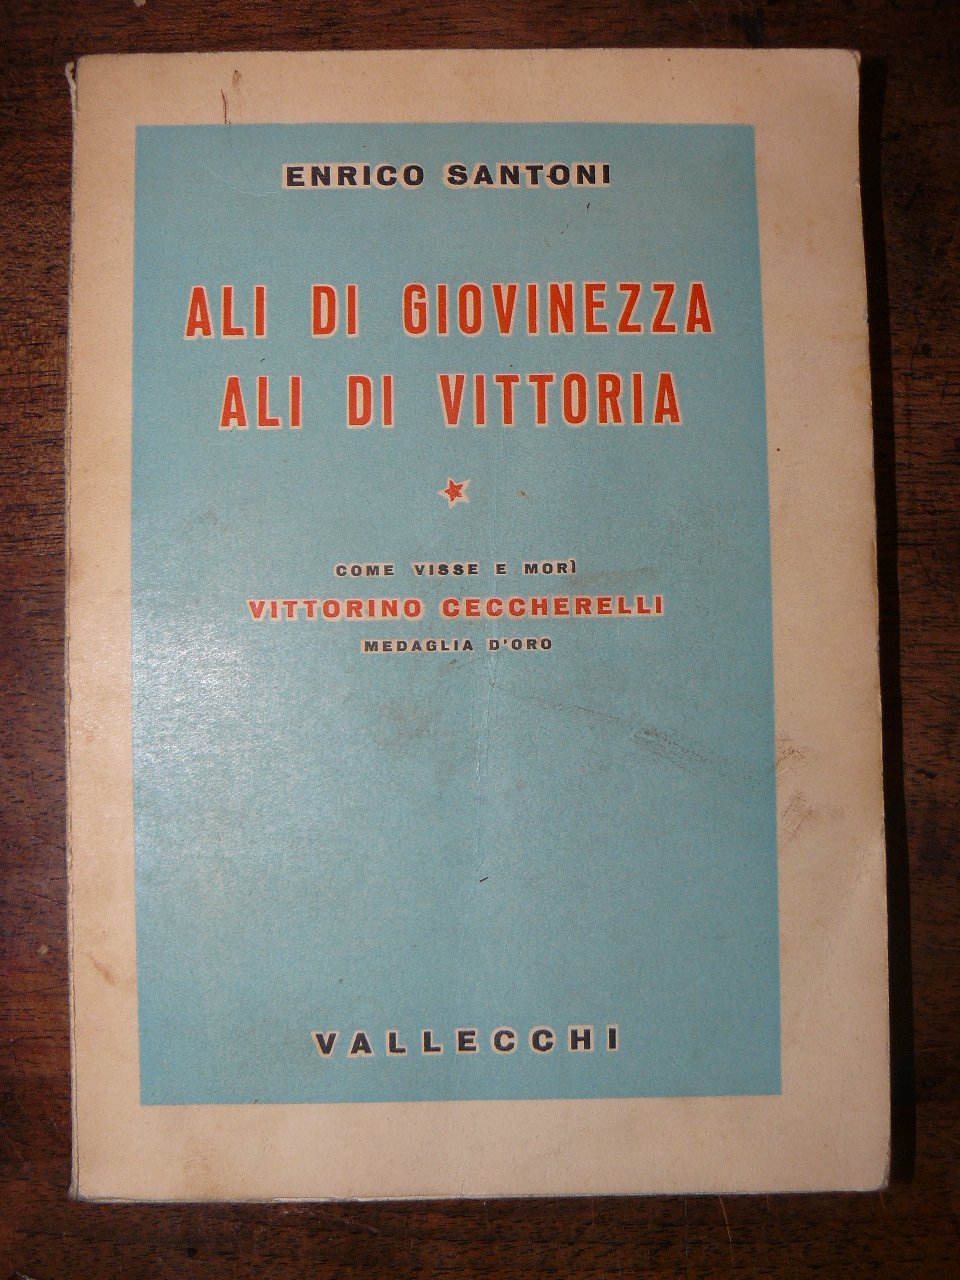 ENRICO SANTONI
ALI DI GIOVINEZZA
ALI DI VITTORIA
COME VISSE E MORÌ
VITTORINO CECCHERELLI
MEDAGLIA D'ORO
VALLECCHI